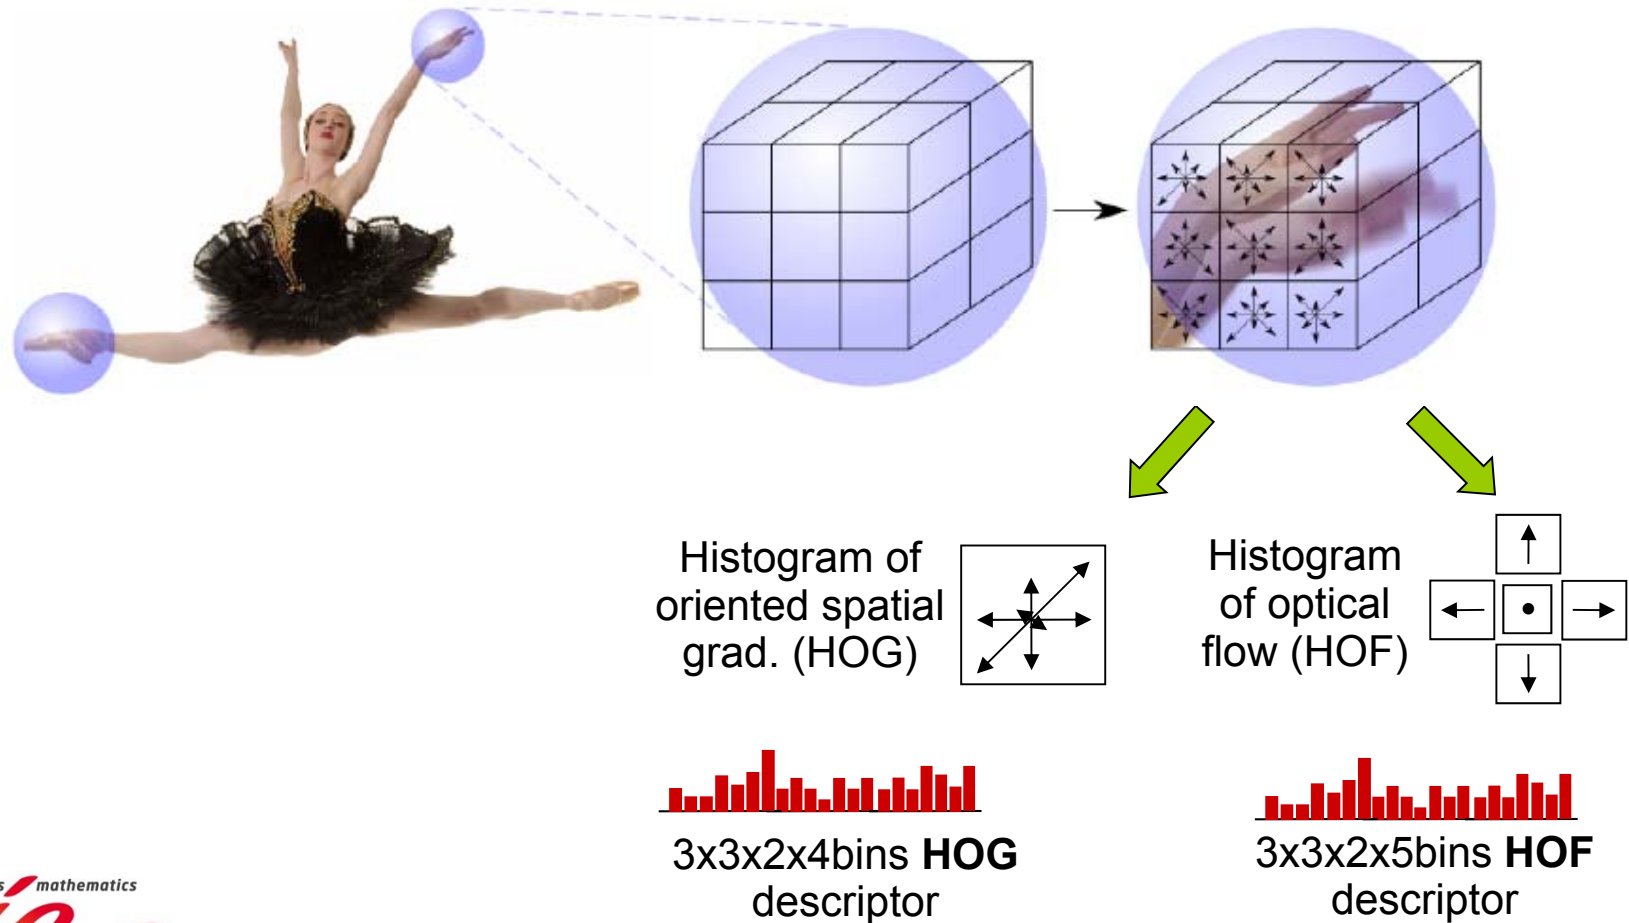 Histogram of
oriented spatial
grad. (HOG)
Histogram
of optical
flow (HOF)
3x3x2x4bins HOG
descriptor
3x3x2x5bins HOF
descriptor
mathematics